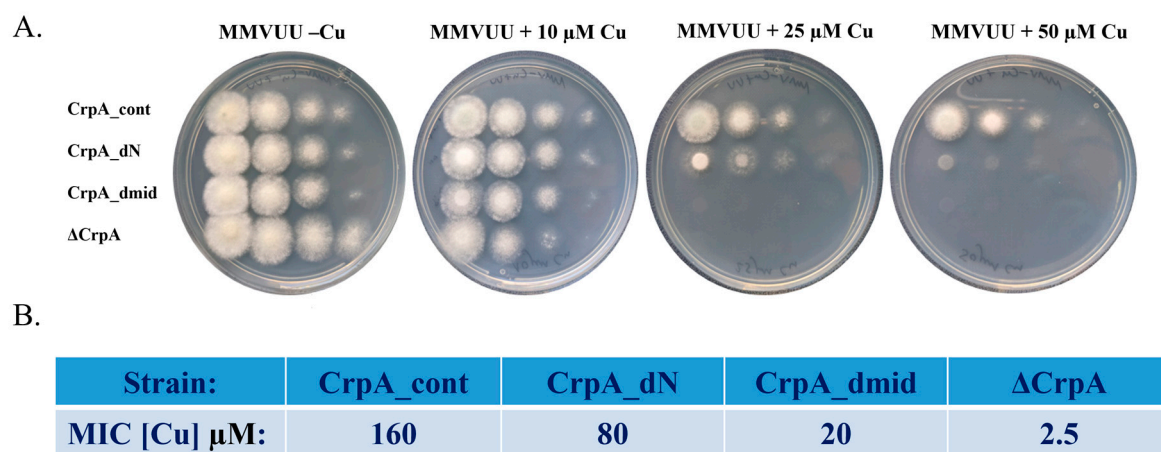 A.
MMVUU –Cu
MMVUU + 10 µM Cu
MMVUU + 25 µM Cu
MMVUU + 50 µM Cu
CrpA_cont
CrpA_dN
CrpA_dmid
ΔCrpA
B.
Strain: CrpA_cont CrpA_dN CrpA_dmid ΔCrpA
MIC [Cu] µM: 160 80 20 2.5